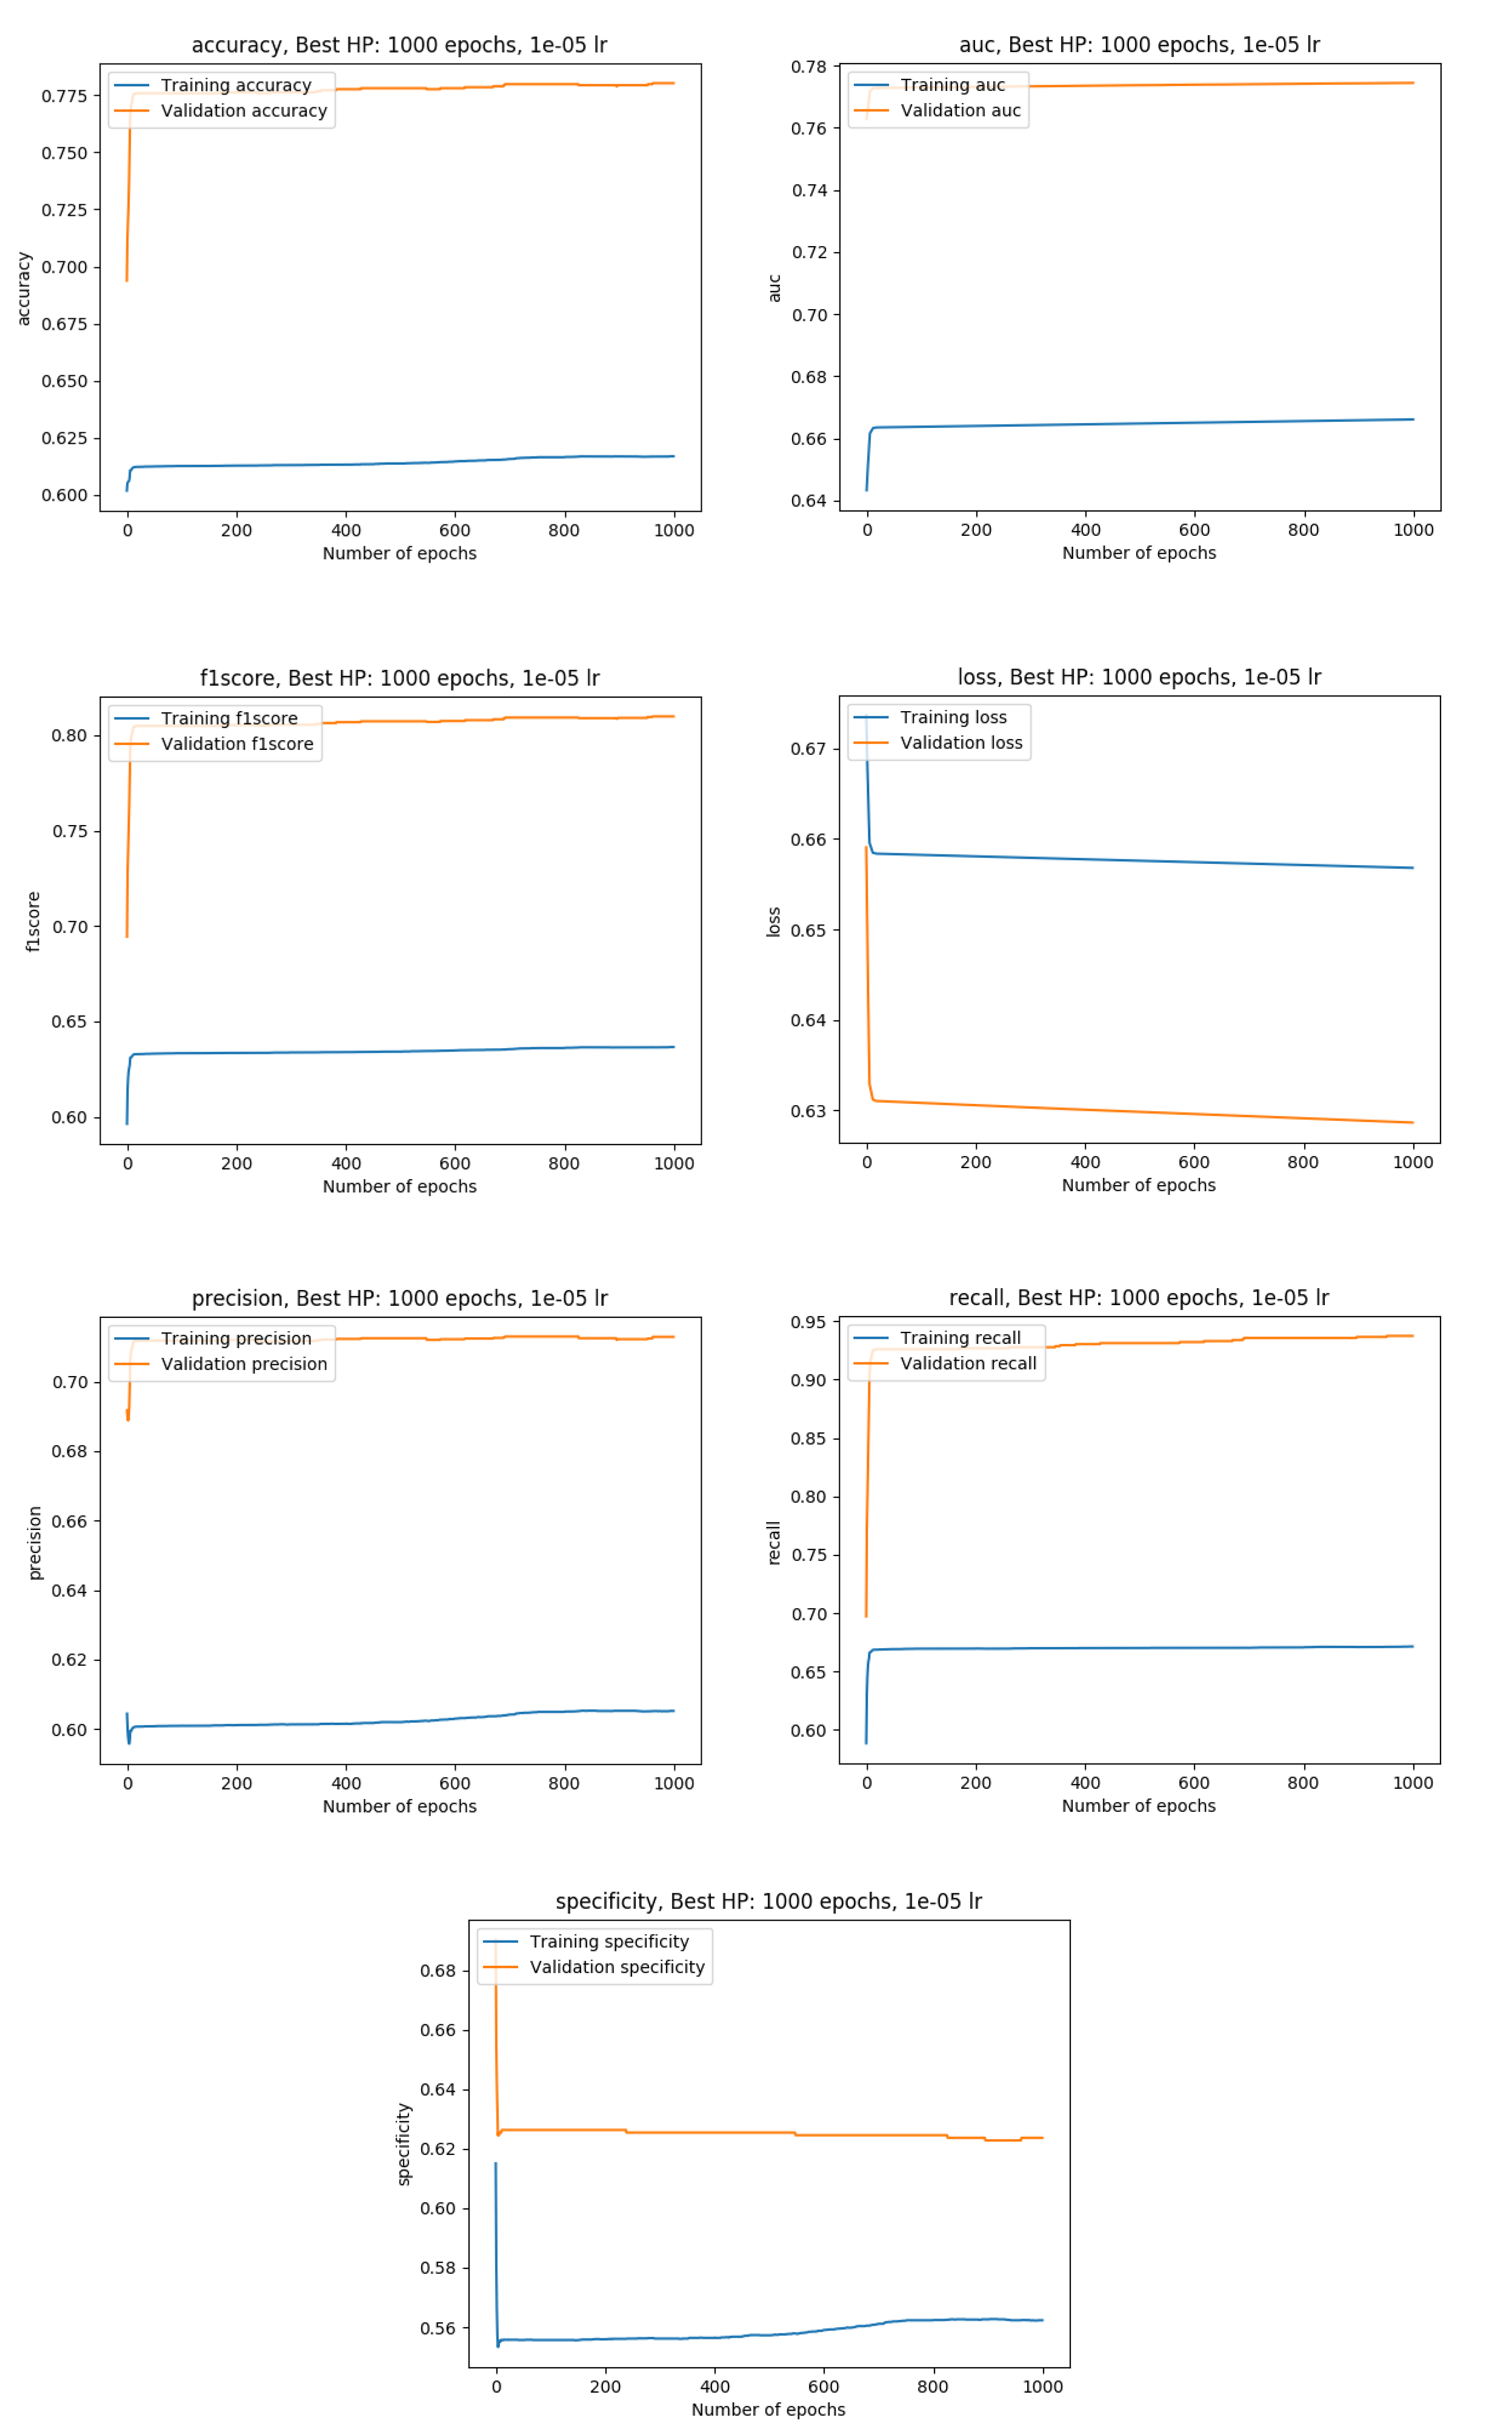 accuracy, Best HP: 1000 epochs, 1e-05 lr
Training accuracy
Validation accuracy
0.775
0.750
0.725
0.700
0.675
0.650
0.625
0.600
accuracy
0 200 400 600 800 1000
Number of epochs
auc, Best HP: 1000 epochs, 1e-05 lr
Training auc
Validation auc
0.78
0.76
0.74
0.72
0.70
0.68
0.66
0.64
auc
0 200 400 600 800 1000
Number of epochs
f1score, Best HP: 1000 epochs, 1e-05 lr
Training f1score
Validation f1score
0.80
0.75
0.70
0.65
0.60
f1score
0 200 400 600 800 1000
Number of epochs
loss, Best HP: 1000 epochs, 1e-05 lr
Training loss
Validation loss
0.67
0.66
0.65
0.64
0.63
loss
0 200 400 600 800 1000
Number of epochs
precision, Best HP: 1000 epochs, 1e-05 lr
Training precision
Validation precision
0.70
0.68
0.66
0.64
0.62
0.60
precision
0 200 400 600 800 1000
Number of epochs
recall, Best HP: 1000 epochs, 1e-05 lr
Training recall
Validation recall
0.95
0.90
0.85
0.80
0.75
0.70
0.65
0.60
recall
0 200 400 600 800 1000
Number of epochs
specificity, Best HP: 1000 epochs, 1e-05 lr
Training specificity
Validation specificity
0.68
0.66
0.64
0.62
0.60
0.58
0.56
specificity
0 200 400 600 800 1000
Number of epochs